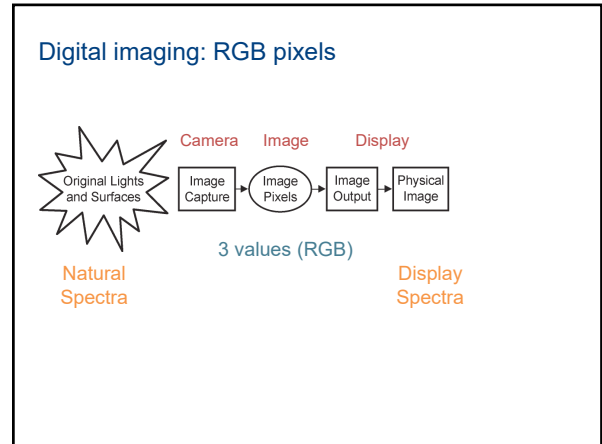 Digital imaging: RGB pixels
Camera Image Display
Original Lights
and Surfaces
Image
Capture
Image
Pixels
Image
Output
Physical
Image
3 values (RGB)
Natural
Spectra
Display
Spectra